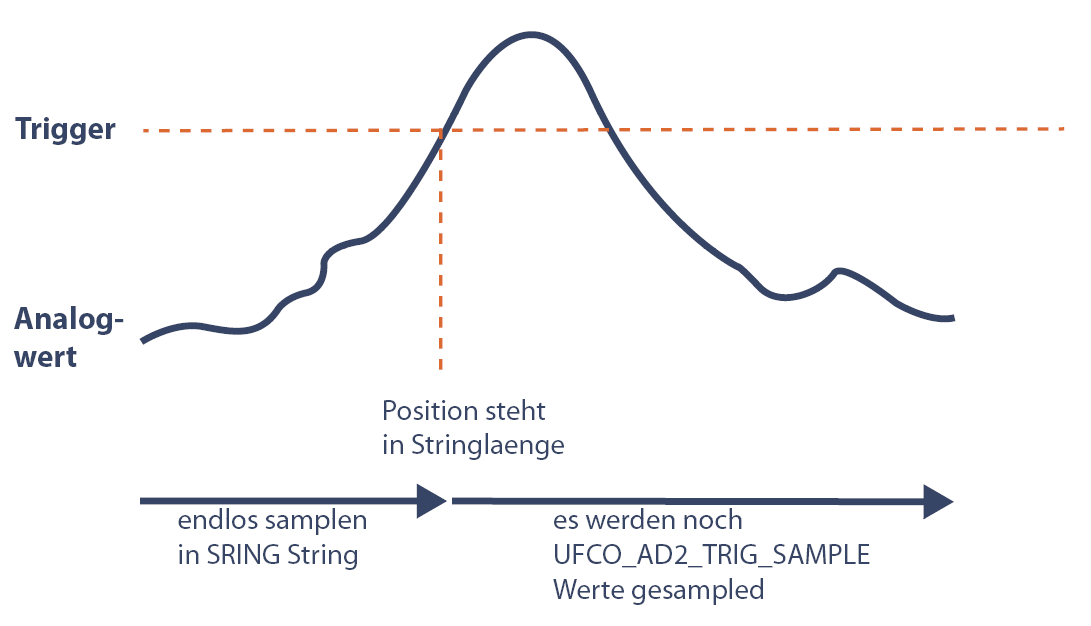 Trigger
Analog-
wert
Position steht
in Stringlaenge
endlos samplen
in SRING String
es werden noch
UFCO_AD2_TRIG_SAMPLE
Werte gesampled